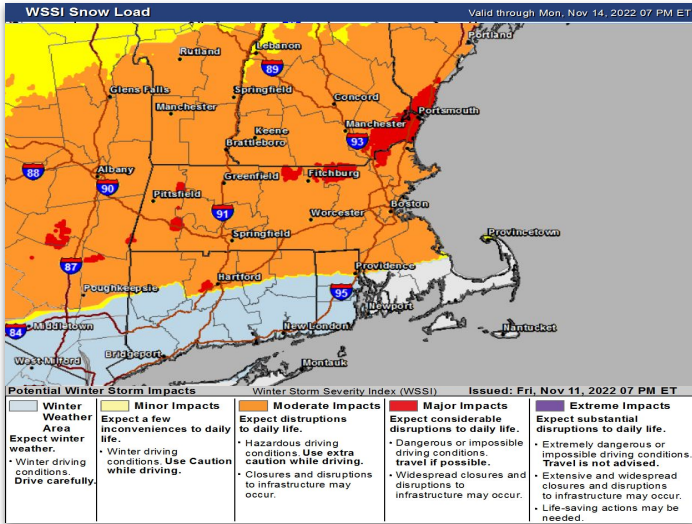 WSSI Snow Load
Valid through Mon, Nov 14, 2022 07 PM ET
Portland
Lebanon
Rutland
89
Glens Falls
Springfield
Concord
Portsmouth
Manchester
Manchester
Keene
93
Brattleboro
88
Albany
90
Greenfield
Fitchburg
Pittsfield
91
Worcester
Boston
Springfield
Provincetown
87
Hartford
Providence
Poughkeepsie
95
Newport
84
Middletown
New London
Nantucket
West Milford
Bridgeport
Montauk
Potential Winter Storm Impacts
Winter Storm Severity Index (WSSI)
Issued: Fri, Nov 11, 2022 07 PM ET
Winter
Weather
Area
Expect winter
weather.
• Winter driving
conditions.
Drive carefully.
Minor Impacts
Expect a few
inconveniences to daily
life.
• Winter driving
conditions. Use Caution
while driving.
Moderate Impacts
Expect distruptions
to daily life.
• Hazardous driving
conditions. Use extra
caution while driving.
• Closures and disruptions
to infrastructure may
occur.
Major Impacts
Expect considerable
disruptions to daily life.
• Dangerous or impossible
driving conditions.
travel if possible.
• Widespread closures and
disruptions to
infrastructure may occur.
Extreme Impacts
Expect substantial
disruptions to daily life.
• Extremely dangerous or
impossible driving conditions.
Travel is not advised.
• Extensive and widespread
closures and disruptions
to infrastructure may occur.
• Life-saving actions may be
needed.